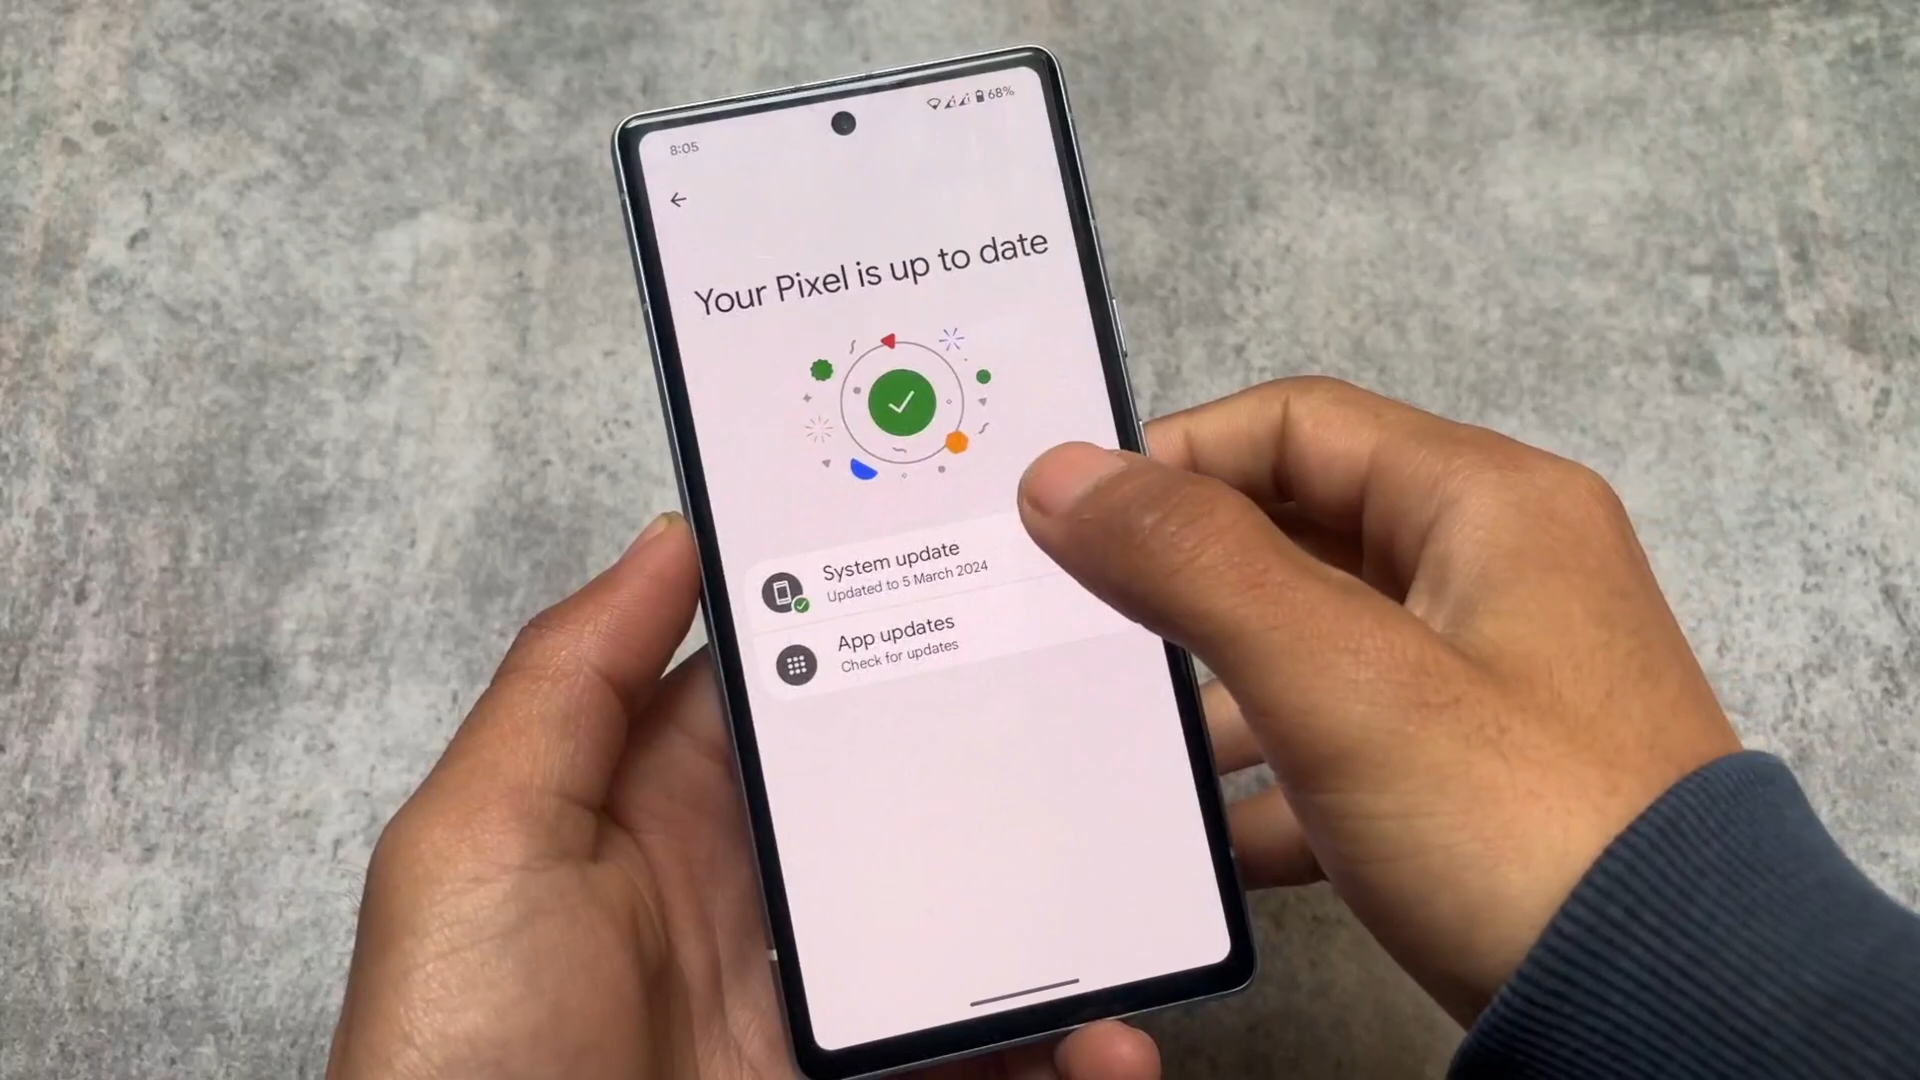 8:05
68%
Your Pixel is up to date
System update
Updated to 5 March 2024
App updates
Check for updates